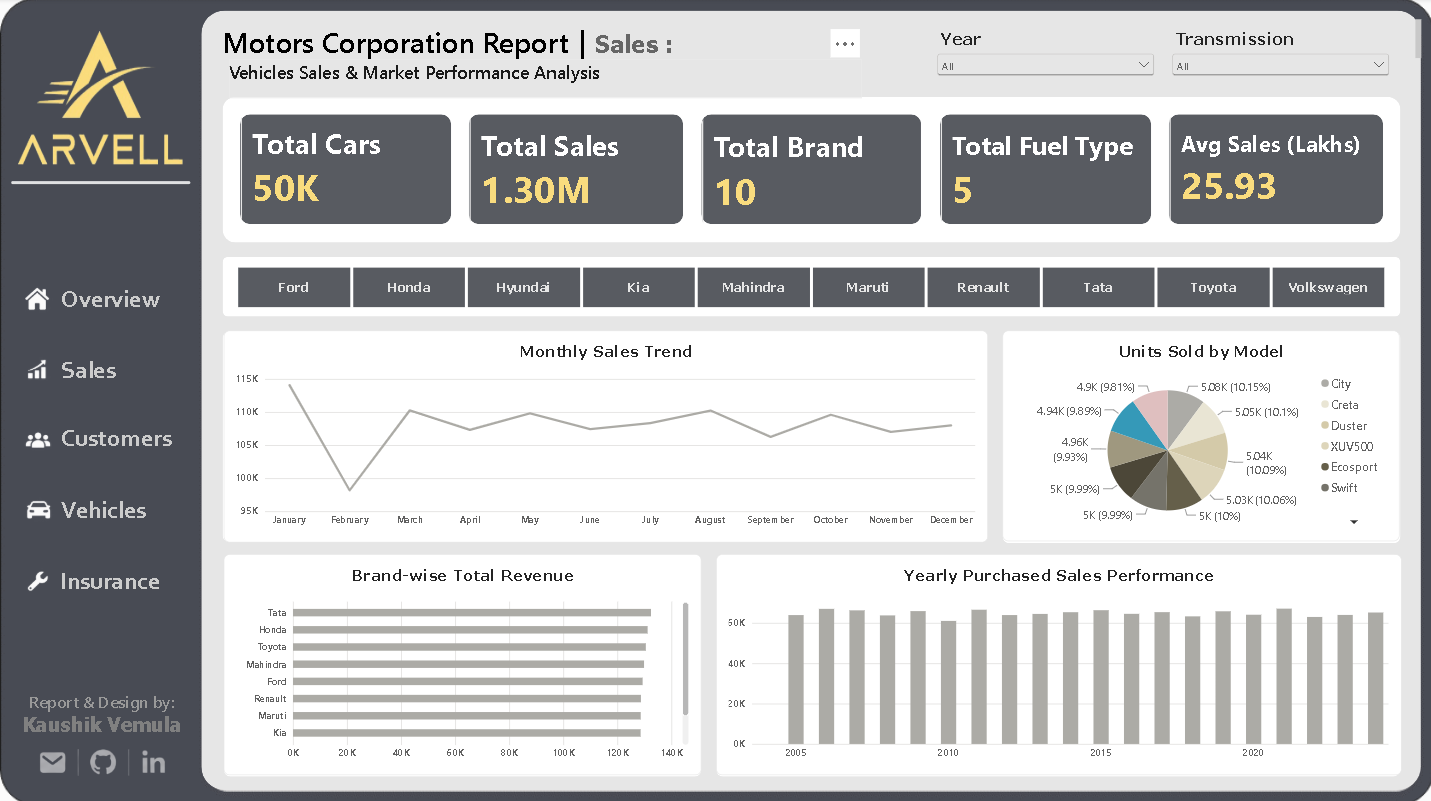 ARVELL
Overview
Sales
Customers
Vehicles
Insurance
Report & Design by:
Kaushik Vemula
Motors Corporation Report | Sales :
Vehicles Sales & Market Performance Analysis
Year
All
Transmission
All
Total Cars
50K
Total Sales
1.30M
Total Brand
10
Total Fuel Type
5
Avg Sales (Lakhs)
25.93
Ford Honda Hyundai Kia Mahindra Maruti Renault Tata Toyota Volkswagen
Monthly Sales Trend
115K
110K
105K
100K
95K
January February March April May June July August September October November December
Units Sold by Model
4.9K (9.81%)
5.08K (10.15%)
4.94K (9.89%)
5.05K (10.1%)
4.96K
(9.93%)
5.04K
(10.09%)
5K (9.99%)
5.03K (10.06%)
5K (9.99%)
5K (10%)
City
Creta
Duster
XUV500
Ecosport
Swift
Brand-wise Total Revenue
Tata
Honda
Toyota
Mahindra
Ford
Renault
Maruti
Kia
0K 20K 40K 60K 80K 100K 120K 140K
Yearly Purchased Sales Performance
60K
40K
20K
0K
2005 2010 2015 2020